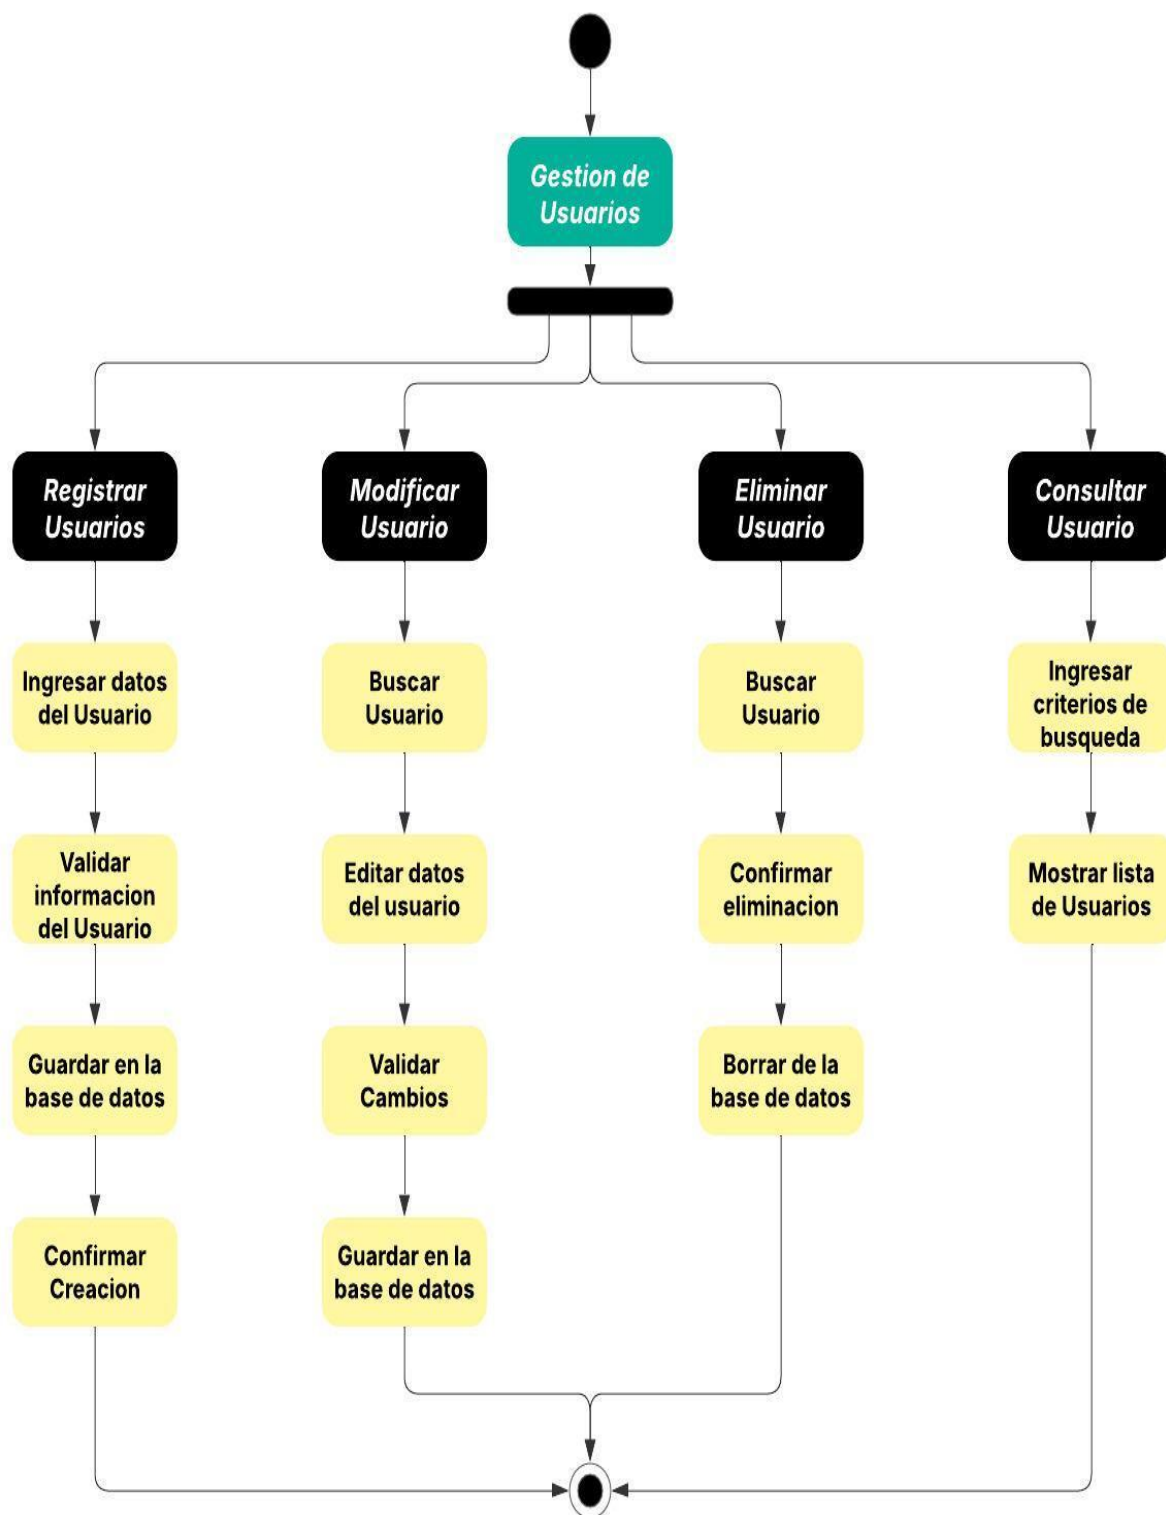 Gestion de
Usuarios
Registrar
Usuarios
Modificar
Usuario
Eliminar
Usuario
Consultar
Usuario
Ingresar datos
del Usuario
Buscar
Usuario
Buscar
Usuario
Ingresar
criterios de
busqueda
Validar
informacion
del Usuario
Editar datos
del usuario
Confirmar
eliminacion
Mostrar lista
de Usuarios
Guardar en la
base de datos
Validar
Cambios
Borrar de la
base de datos
Confirmar
Creacion
Guardar en la
base de datos